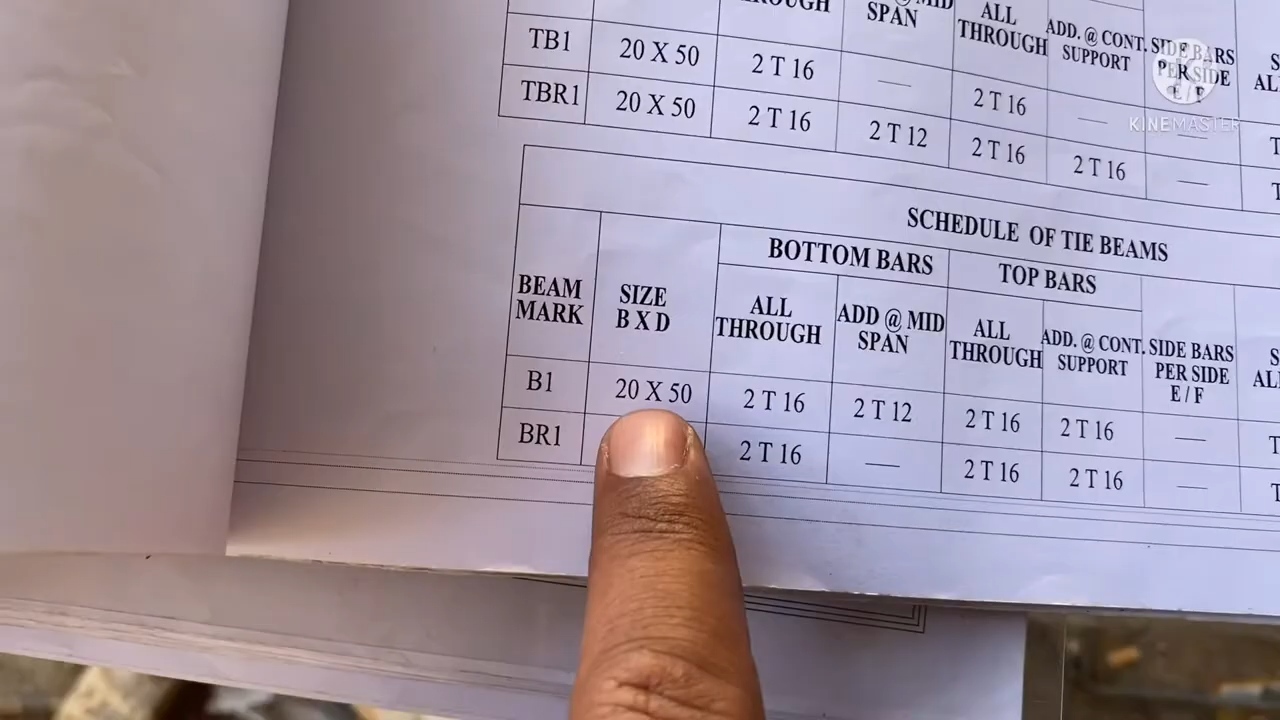 THROUGH SPAN ALL THROUGH ADD. @ CONT. SUPPORT SIDE BARS PER SIDE E / F
TB1 20 X 50 2 T 16 — 2 T 16 — —
TBR1 20 X 50 2 T 16 2 T 12 2 T 16 2 T 16 —
KINEMASTER
SCHEDULE OF TIE BEAMS
BOTTOM BARS TOP BARS
BEAM MARK SIZE B X D ALL THROUGH ADD @ MID SPAN ALL THROUGH ADD. @ CONT. SUPPORT SIDE BARS PER SIDE E / F
B1 20 X 50 2 T 16 2 T 12 2 T 16 2 T 16 —
BR1 2 T 16 — 2 T 16 2 T 16 —